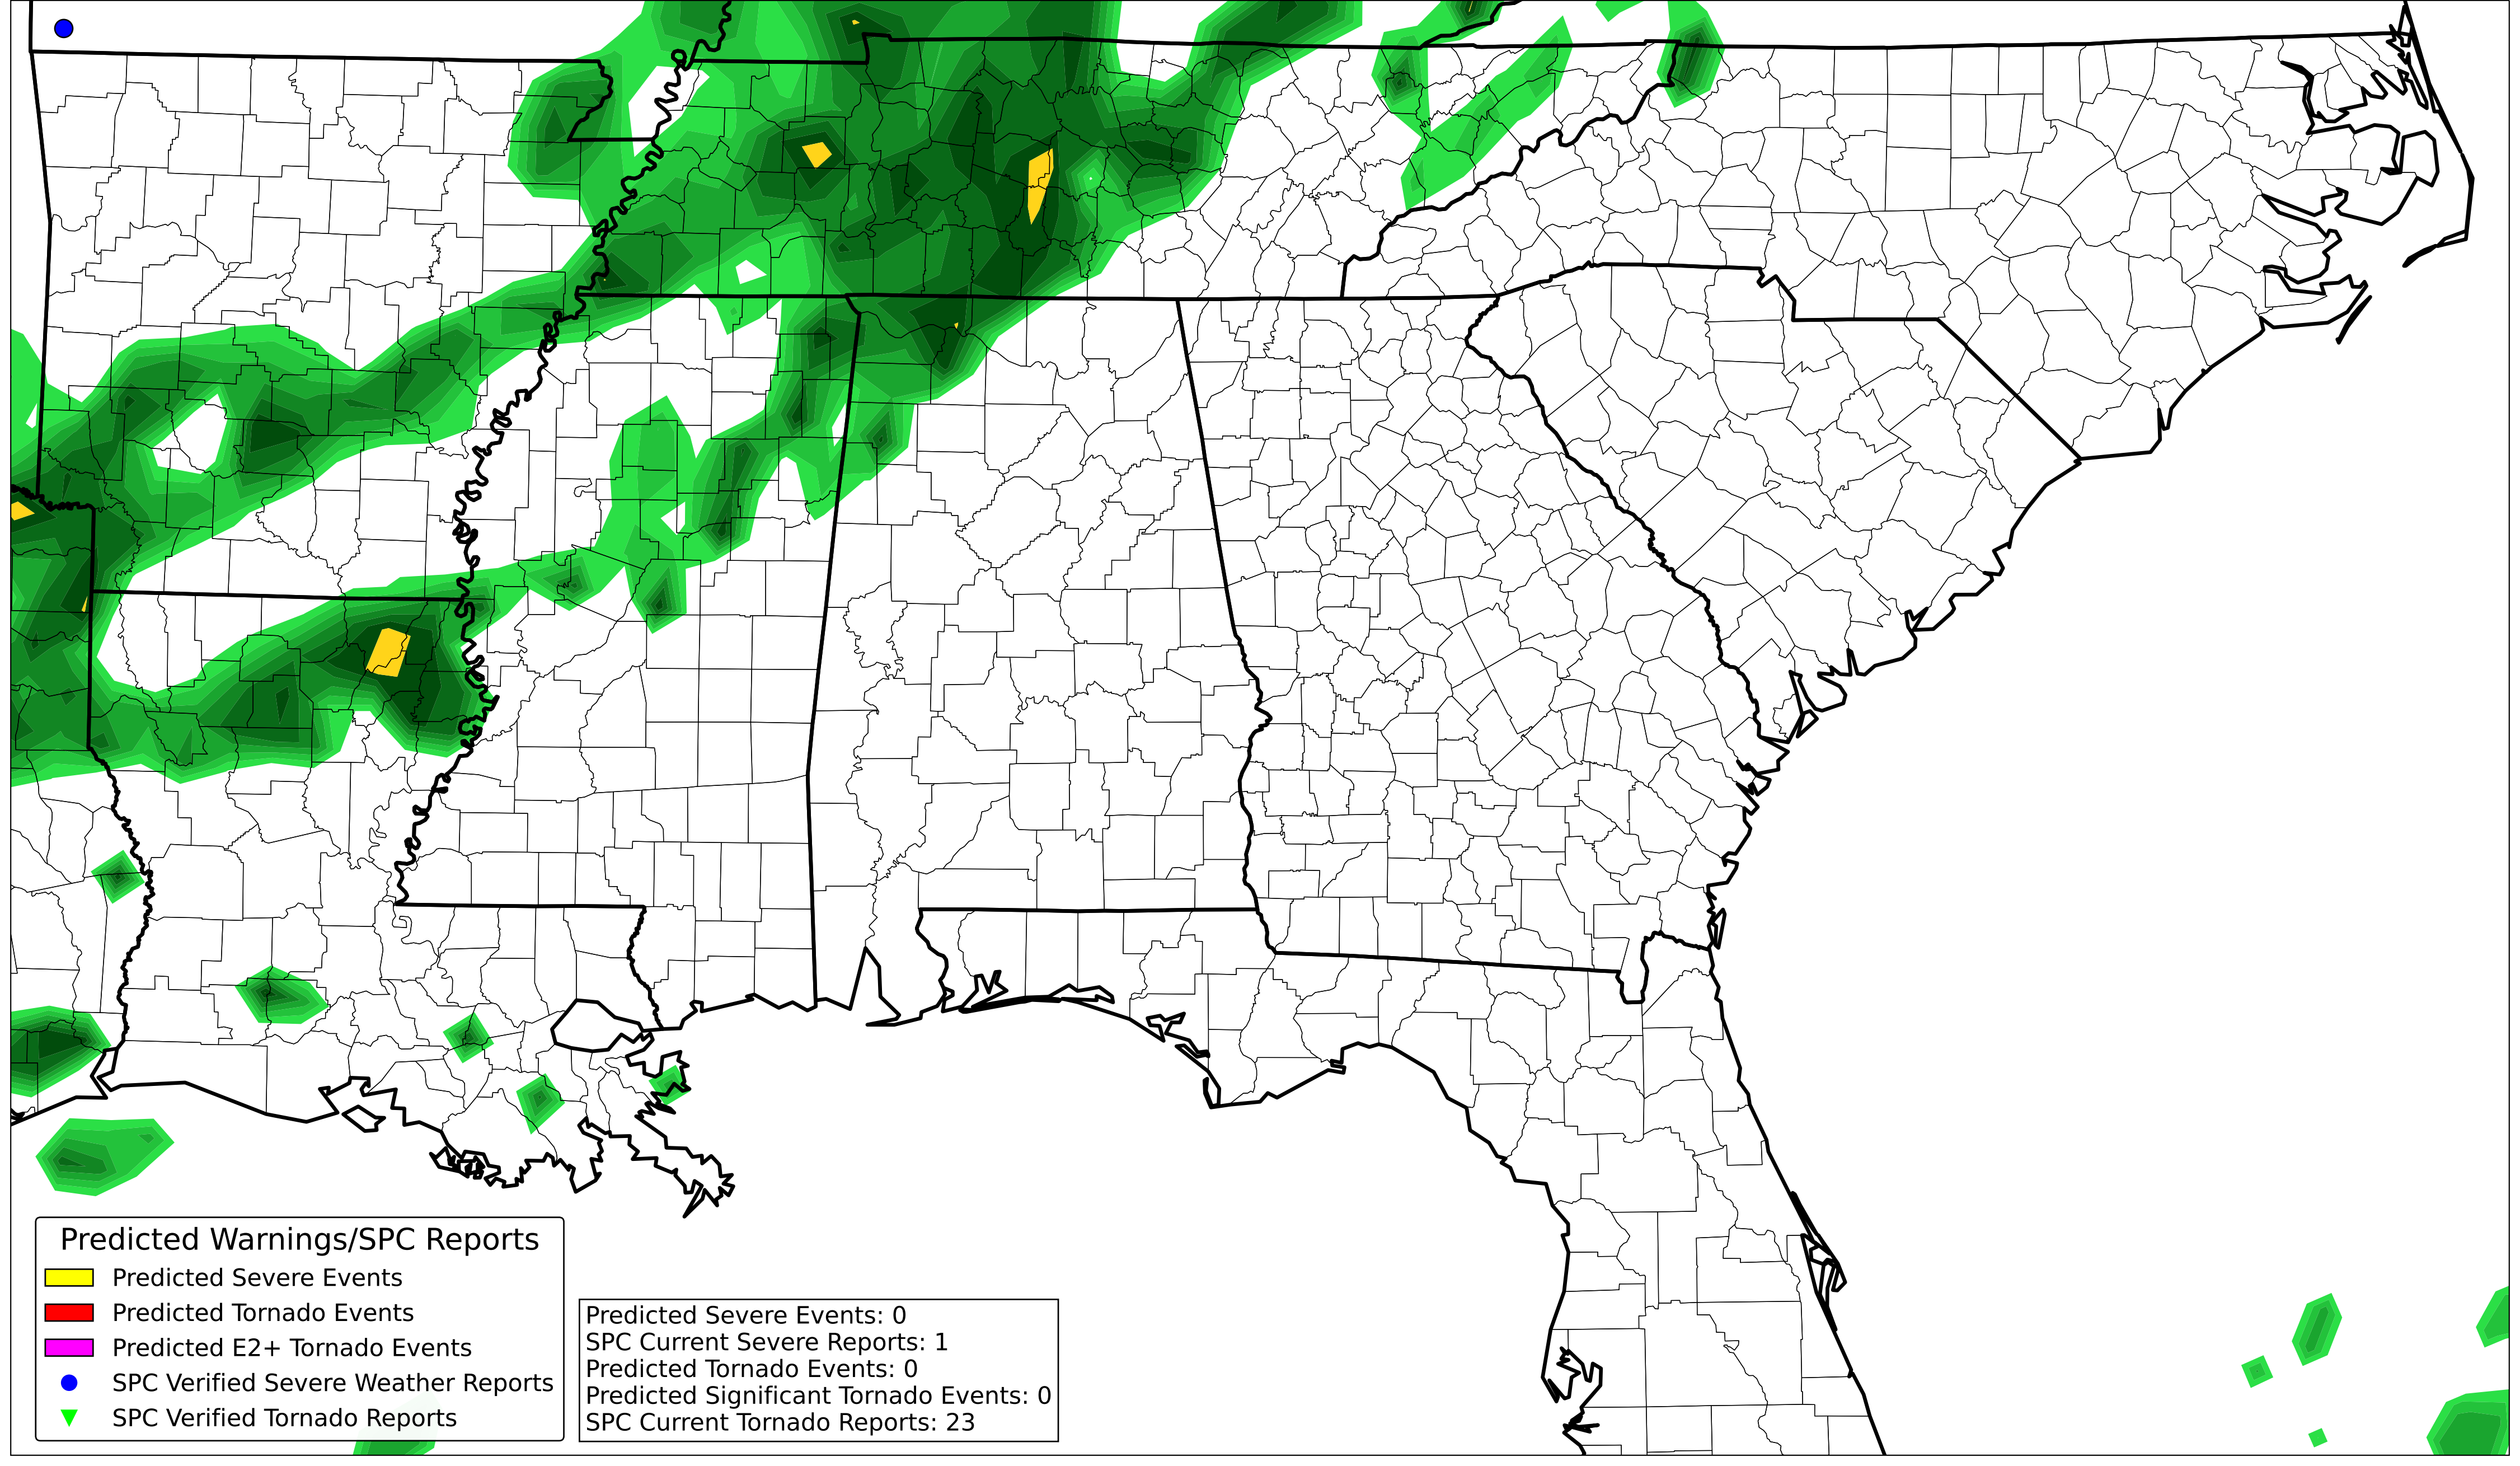 Predicted Warnings/SPC Reports
Predicted Severe Events
Predicted Tornado Events
Predicted E2+ Tornado Events
SPC Verified Severe Weather Reports
SPC Verified Tornado Reports
Predicted Severe Events: 0
SPC Current Severe Reports: 1
Predicted Tornado Events: 0
Predicted Significant Tornado Events: 0
SPC Current Tornado Reports: 23